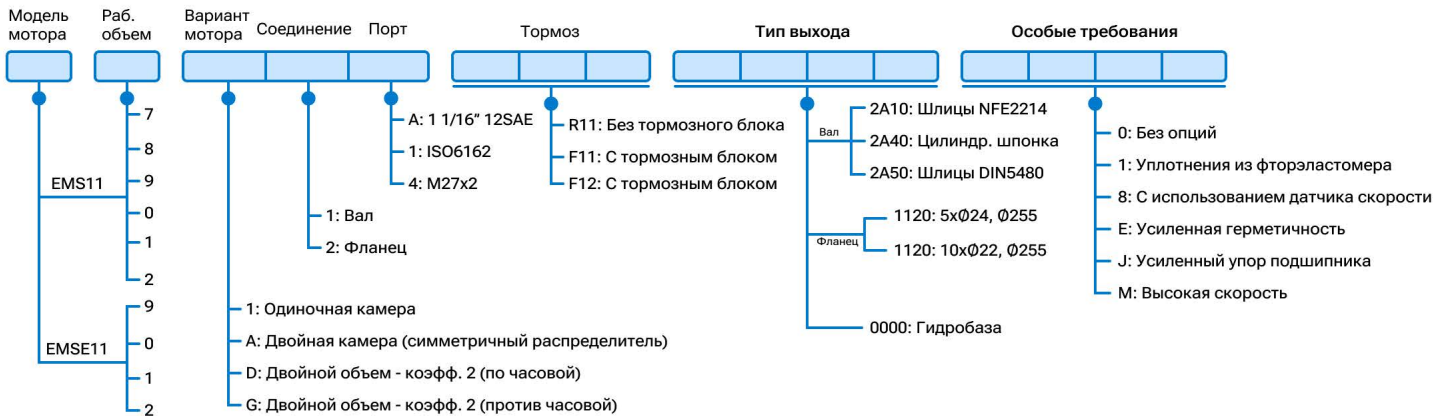 Модель мотора
Раб. объем
Вариант мотора
Соединение
Порт
Тормоз
Тип выхода
Особые требования
EMS11
7
8
9
0
1
2
EMSE11
9
0
1
2
1: Одиночная камера
A: Двойная камера (симметричный распределитель)
D: Двойной объем - коэфф. 2 (по часовой)
G: Двойной объем - коэфф. 2 (против часовой)
1: Вал
2: Фланец
A: 1 1/16” 12SAE
1: ISO6162
4: M27x2
R11: Без тормозного блока
F11: С тормозным блоком
F12: С тормозным блоком
Вал
2A10: Шлицы NFE2214
2A40: Цилиндр. шпонка
2A50: Шлицы DIN5480
Фланец
1120: 5xØ24, Ø255
1120: 10xØ22, Ø255
0000: Гидробаза
0: Без опций
1: Уплотнения из фторэластомера
8: С использованием датчика скорости
E: Усиленная герметичность
J: Усиленный упор подшипника
M: Высокая скорость